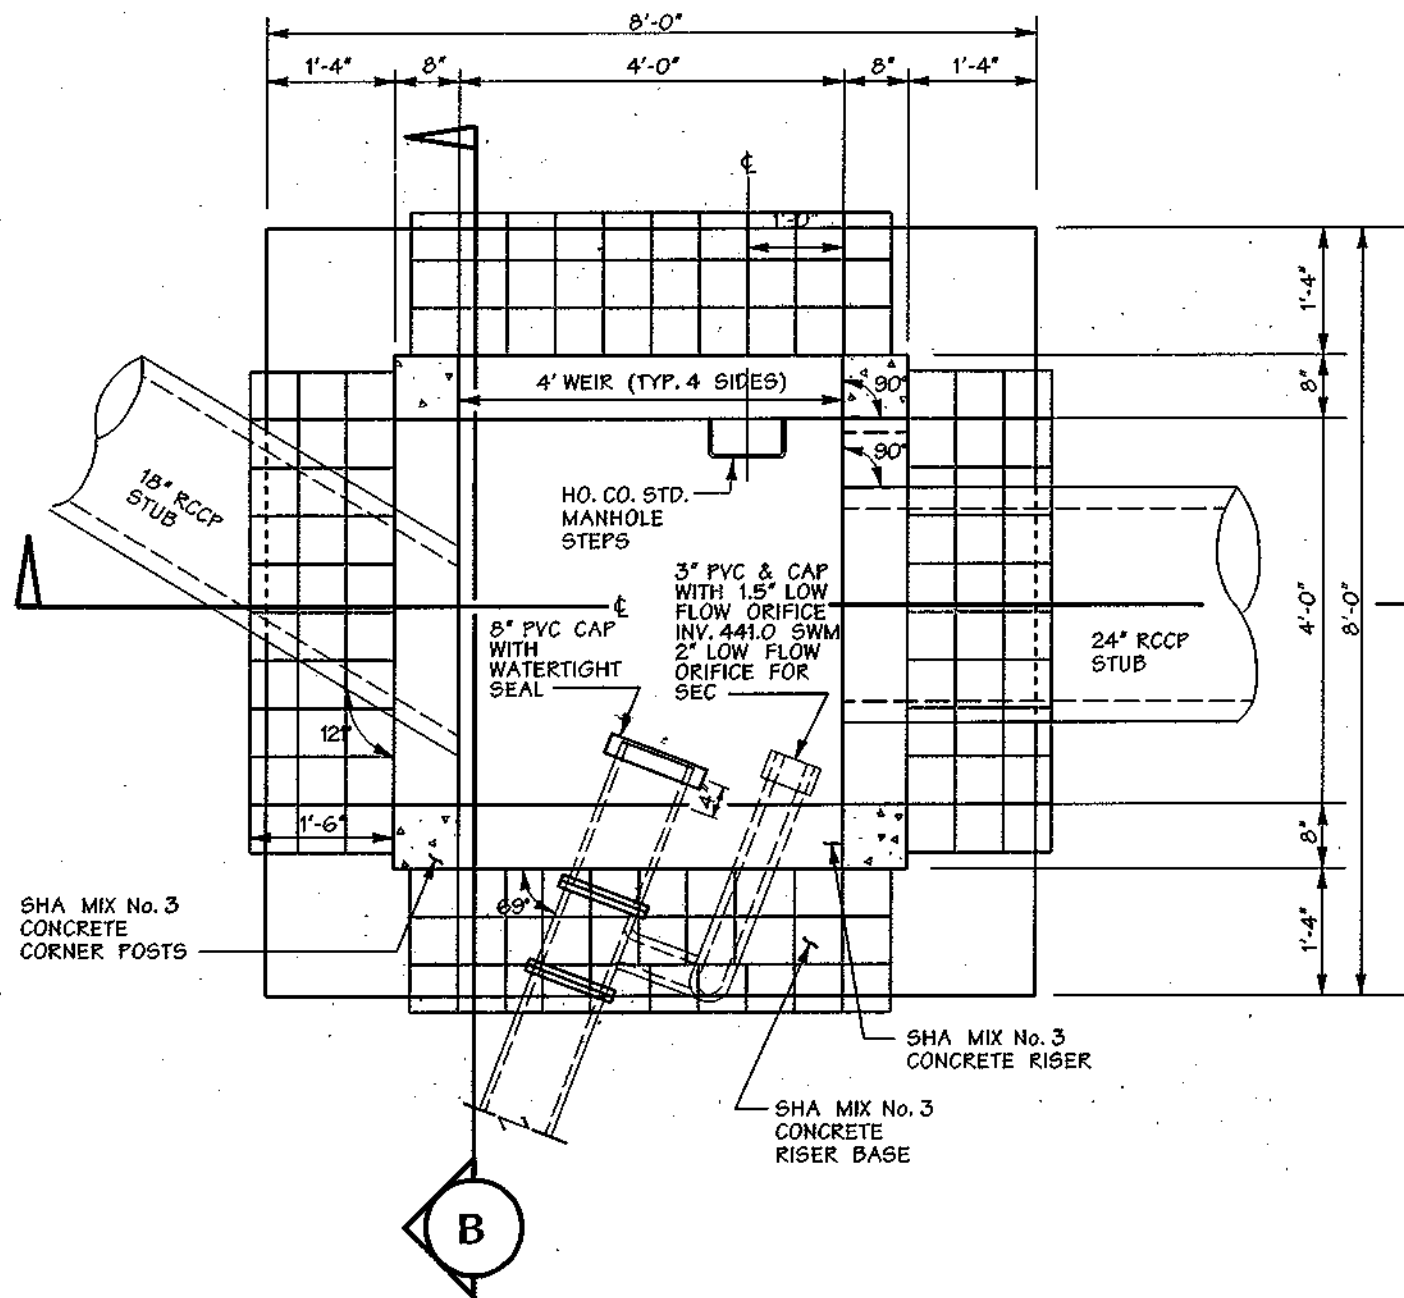 8'-0"
1'-4" 8" 4'-0" 8" 1'-4"
℄
1'-0"
1'-4"
4' WEIR (TYP. 4 SIDES)
90°
8"
90°
18" RCCP
STUB
HO. CO. STD.
MANHOLE
STEPS
3" PVC & CAP
WITH 1.5" LOW
FLOW ORIFICE
INV. 441.0 SWM
2" LOW FLOW
ORIFICE FOR
SEC
℄
8" PVC CAP
WITH
WATERTIGHT
SEAL
24" RCCP
STUB
4'-0"
8'-0"
121°
4"
1'-6"
8"
69°
1'-4"
SHA MIX No. 3
CONCRETE
CORNER POSTS
SHA MIX No. 3
CONCRETE RISER
SHA MIX No. 3
CONCRETE
RISER BASE
B